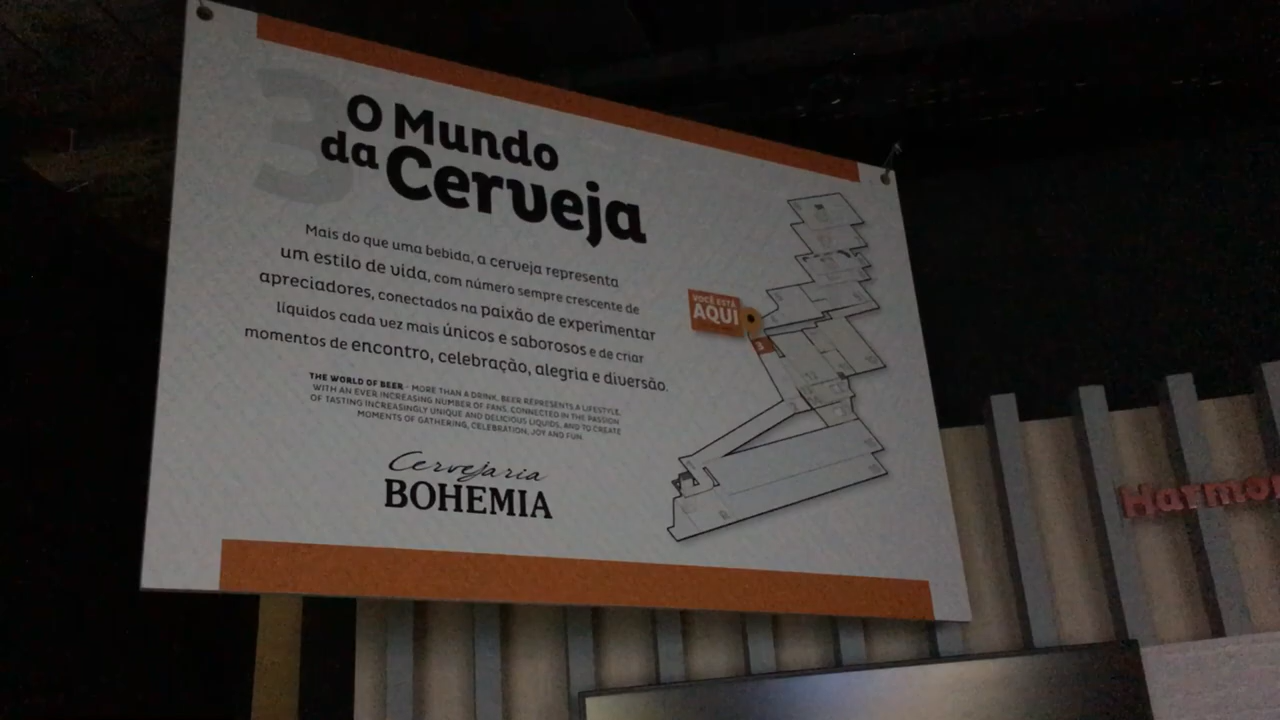 3
O Mundo
da Cerveja
Mais do que uma bebida, a cerveja representa
um estilo de vida, com número sempre crescente de
apreciadores, conectados na paixão de experimentar
líquidos cada vez mais únicos e saborosos e de criar
momentos de encontro, celebração, alegria e diversão.
THE WORLD OF BEER - MORE THAN A DRINK, BEER REPRESENTS A LIFESTYLE,
WITH AN EVER INCREASING NUMBER OF FANS, CONNECTED IN THE PASSION
OF TASTING INCREASINGLY UNIQUE AND DELICIOUS LIQUIDS, AND TO CREATE
MOMENTS OF GATHERING, CELEBRATION, JOY AND FUN.
Cervejaria
BOHEMIA
VOCÊ ESTÁ
AQUI
3
Harmo